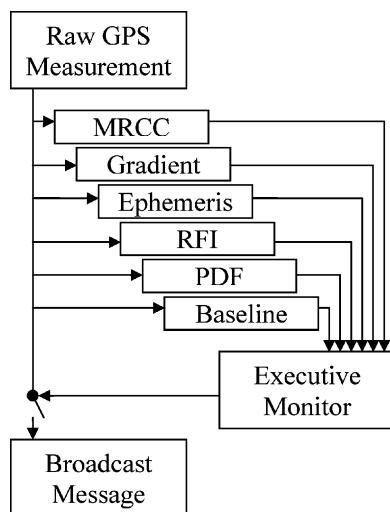 Raw GPS
Measurement
MRCC
Gradient
Ephemeris
RFI
PDF
Baseline
Executive
Monitor
Broadcast
Message